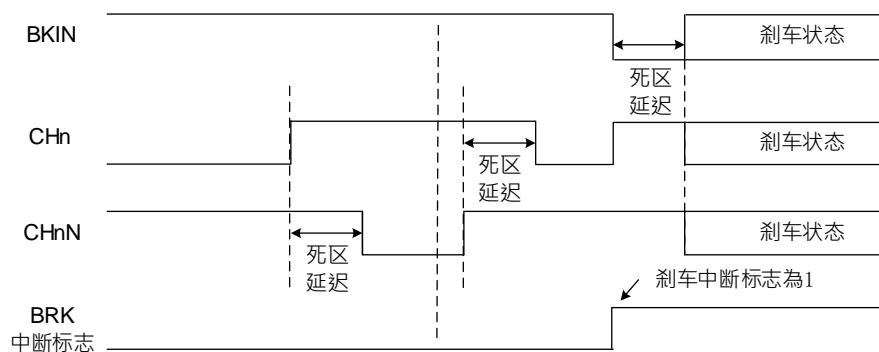 BKIN
刹车状态
死区
延迟
CHn
死区
延迟
刹车状态
CHnN
死区
延迟
刹车状态
刹车中断标志為1
BRK
中断标志